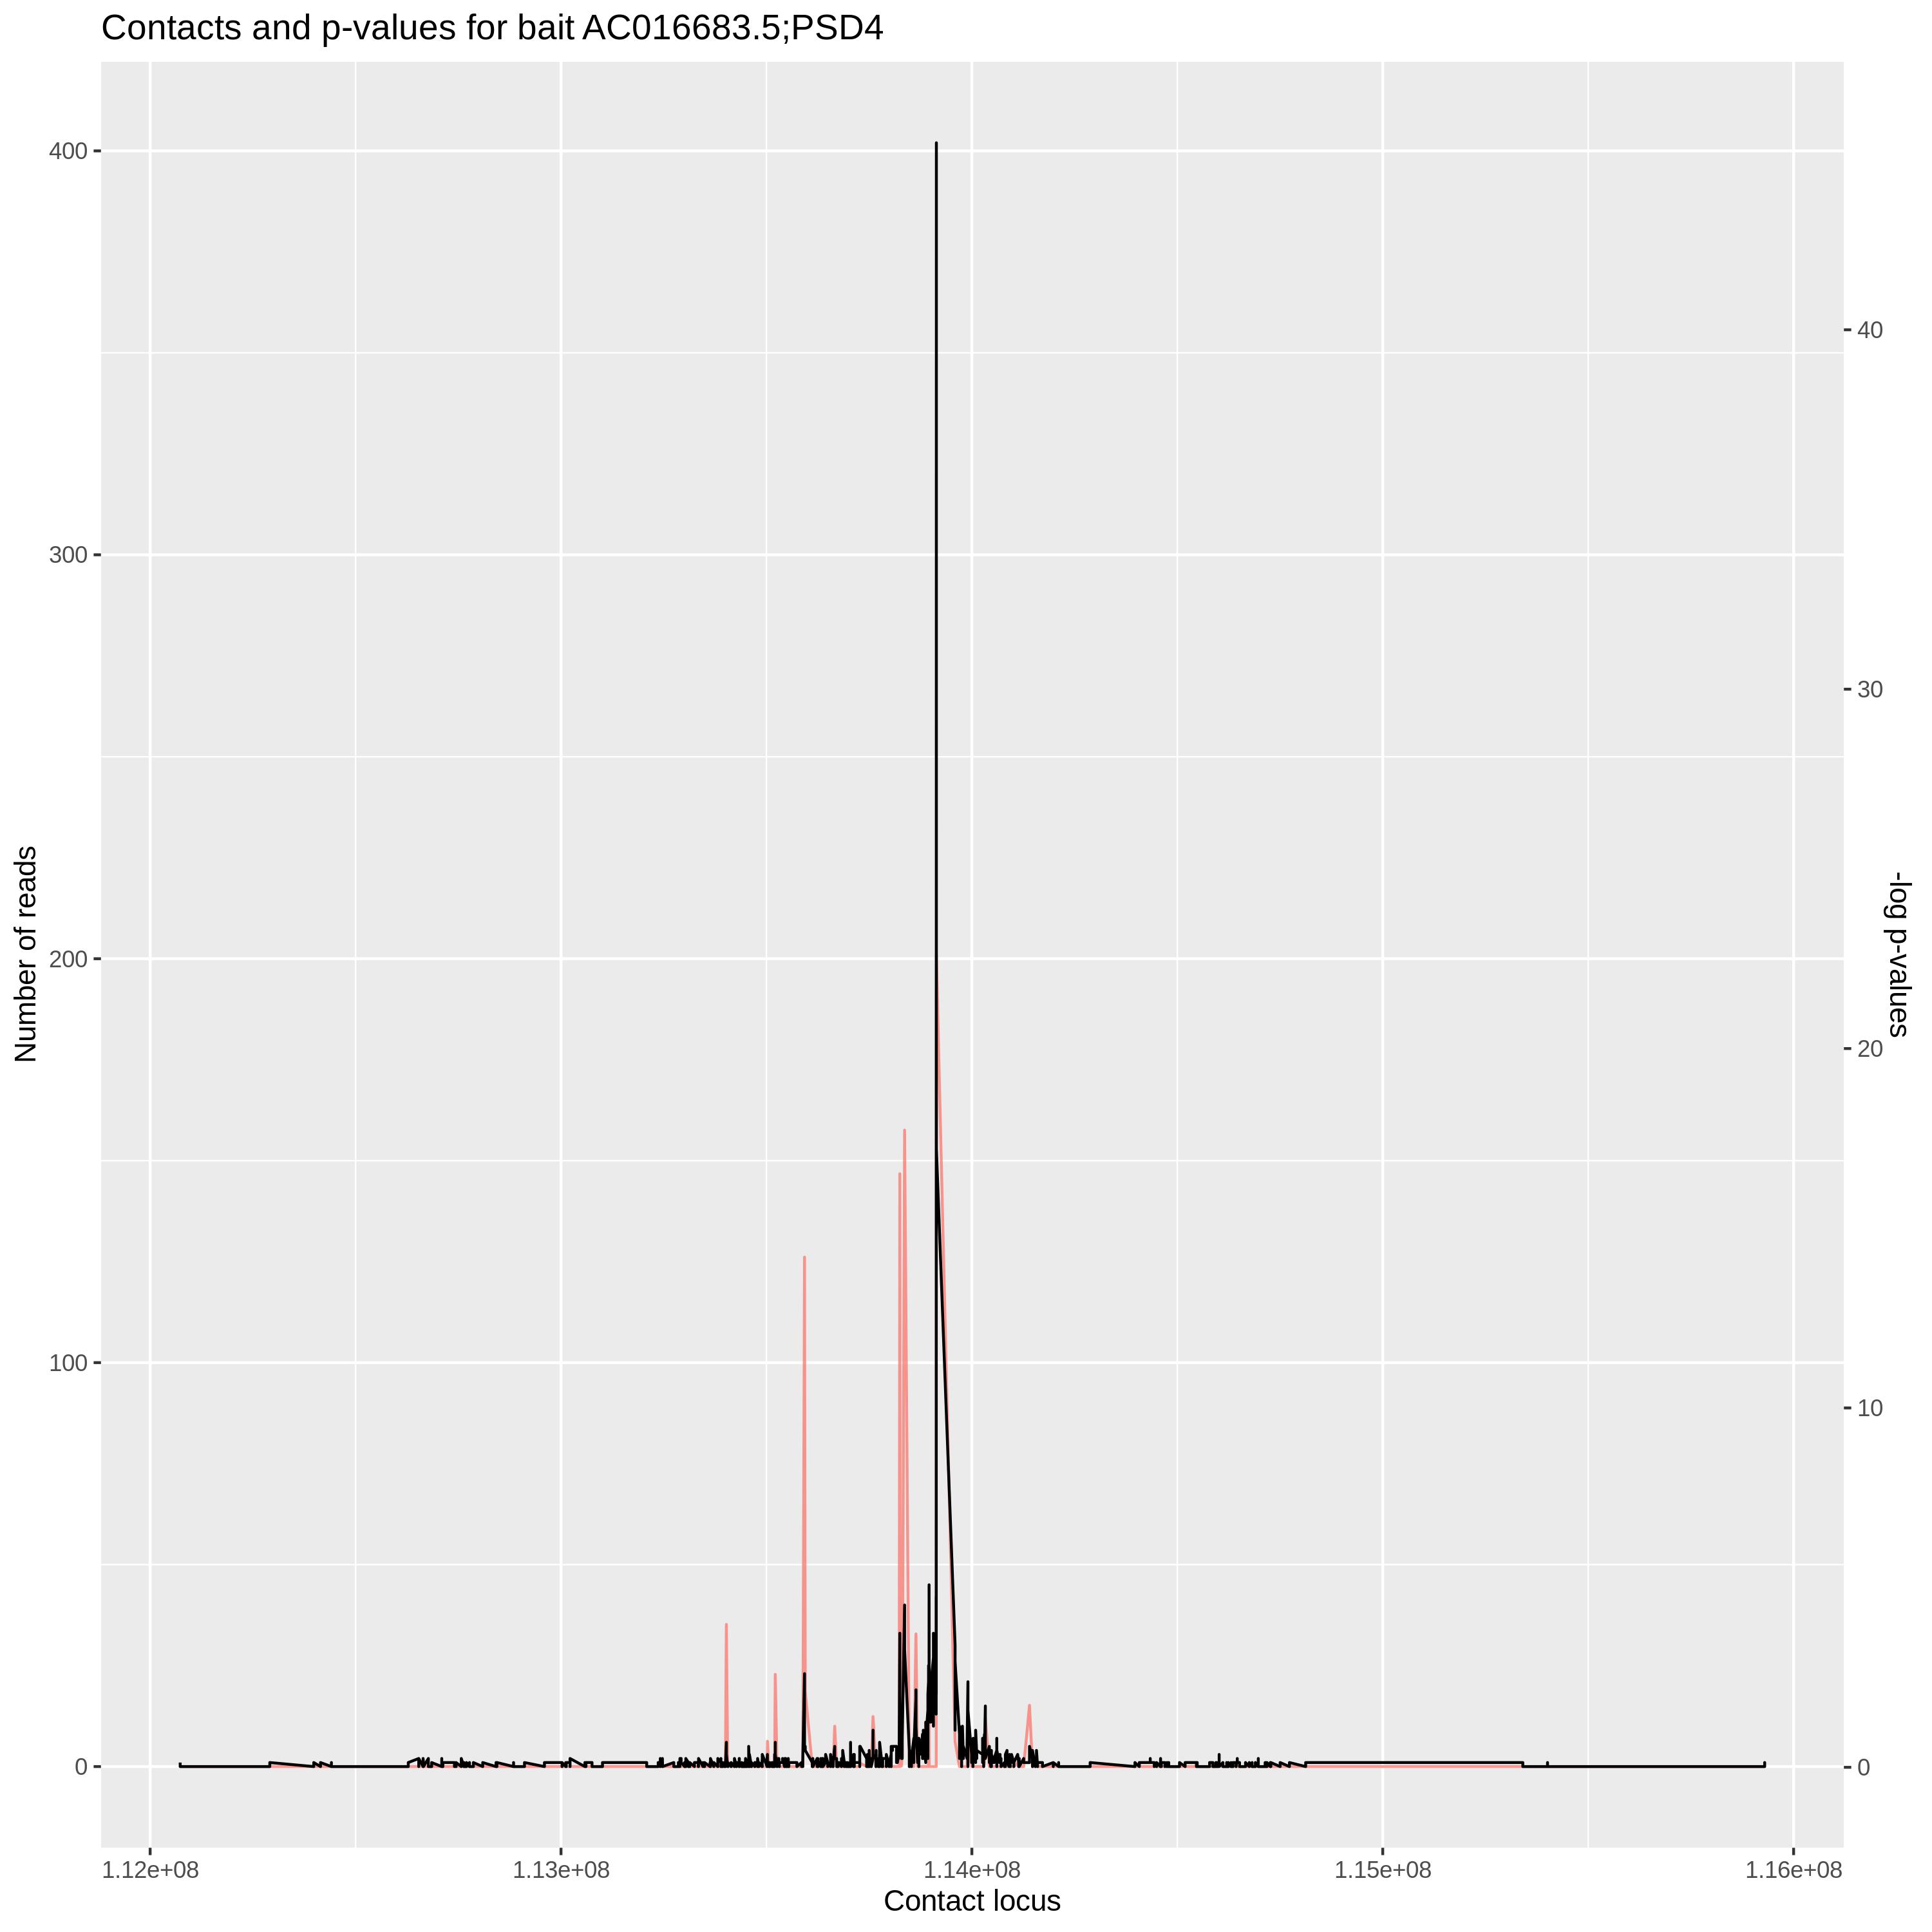 Contacts and p-values for bait AC016683.5;PSD4
Number of reads
400
300
200
100
0
40
30
20
10
0
-log p-values
1.12e+08
1.13e+08
1.14e+08
1.15e+08
1.16e+08
Contact locus